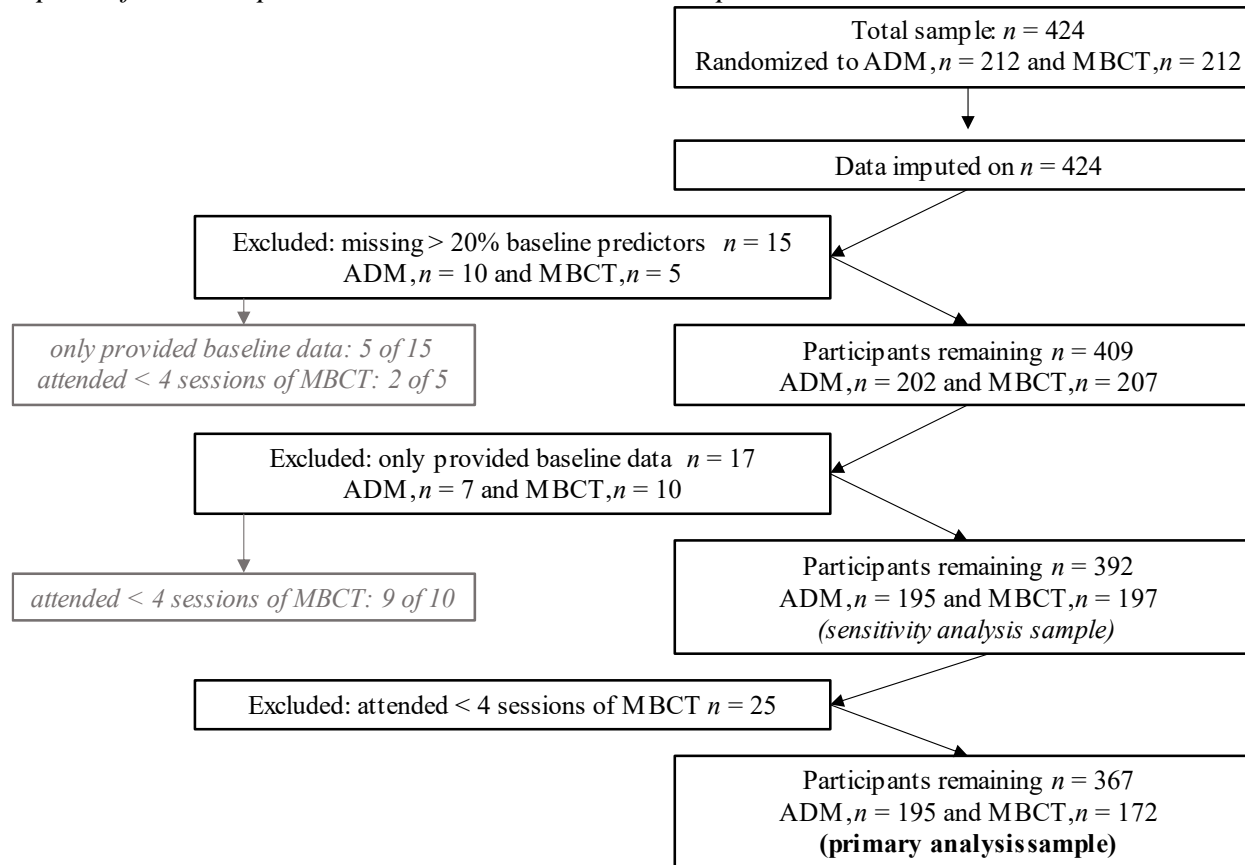 Total sample: n = 424
Randomized to ADM, n = 212 and MBCT, n = 212
Data imputed on n = 424
Excluded: missing > 20% baseline predictors n = 15
ADM, n = 10 and MBCT, n = 5
only provided baseline data: 5 of 15
attended < 4 sessions of MBCT: 2 of 5
Participants remaining n = 409
ADM, n = 202 and MBCT, n = 207
Excluded: only provided baseline data n = 17
ADM, n = 7 and MBCT, n = 10
attended < 4 sessions of MBCT: 9 of 10
Participants remaining n = 392
ADM, n = 195 and MBCT, n = 197
(sensitivity analysis sample)
Excluded: attended < 4 sessions of MBCT n = 25
Participants remaining n = 367
ADM, n = 195 and MBCT, n = 172
(primary analysis sample)